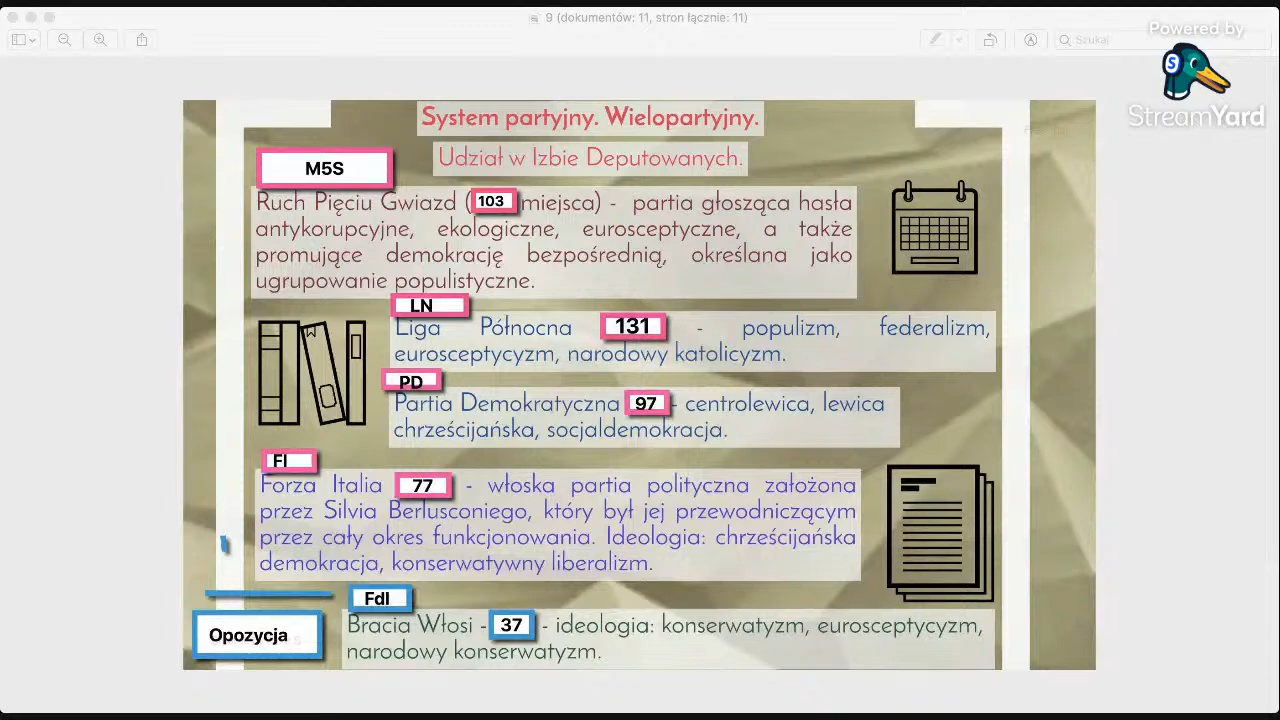 9 (dokumentów: 11, stron łącznie: 11)
Szukaj
Powered by
StreamYard
System partyjny. Wielopartyjny.
Udział w Izbie Deputowanych.
M5S
Ruch Pięciu Gwiazd (103 miejsca) - partia głosząca hasła
antykorupcyjne, ekologiczne, eurosceptyczne, a także
promujące demokrację bezpośrednią, określana jako
ugrupowanie populistyczne.
LN
Liga Północna 131 - populizm, federalizm,
eurosceptycyzm, narodowy katolicyzm.
PD
Partia Demokratyczna 97 - centrolewica, lewica
chrześcijańska, socjaldemokracja.
FI
Forza Italia 77 - włoska partia polityczna założona
przez Silvia Berlusconiego, który był jej przewodniczącym
przez cały okres funkcjonowania. Ideologia: chrześcijańska
demokracja, konserwatywny liberalizm.
FdI
Opozycja
Bracia Włosi - 37 - ideologia: konserwatyzm, eurosceptycyzm,
narodowy konserwatyzm.